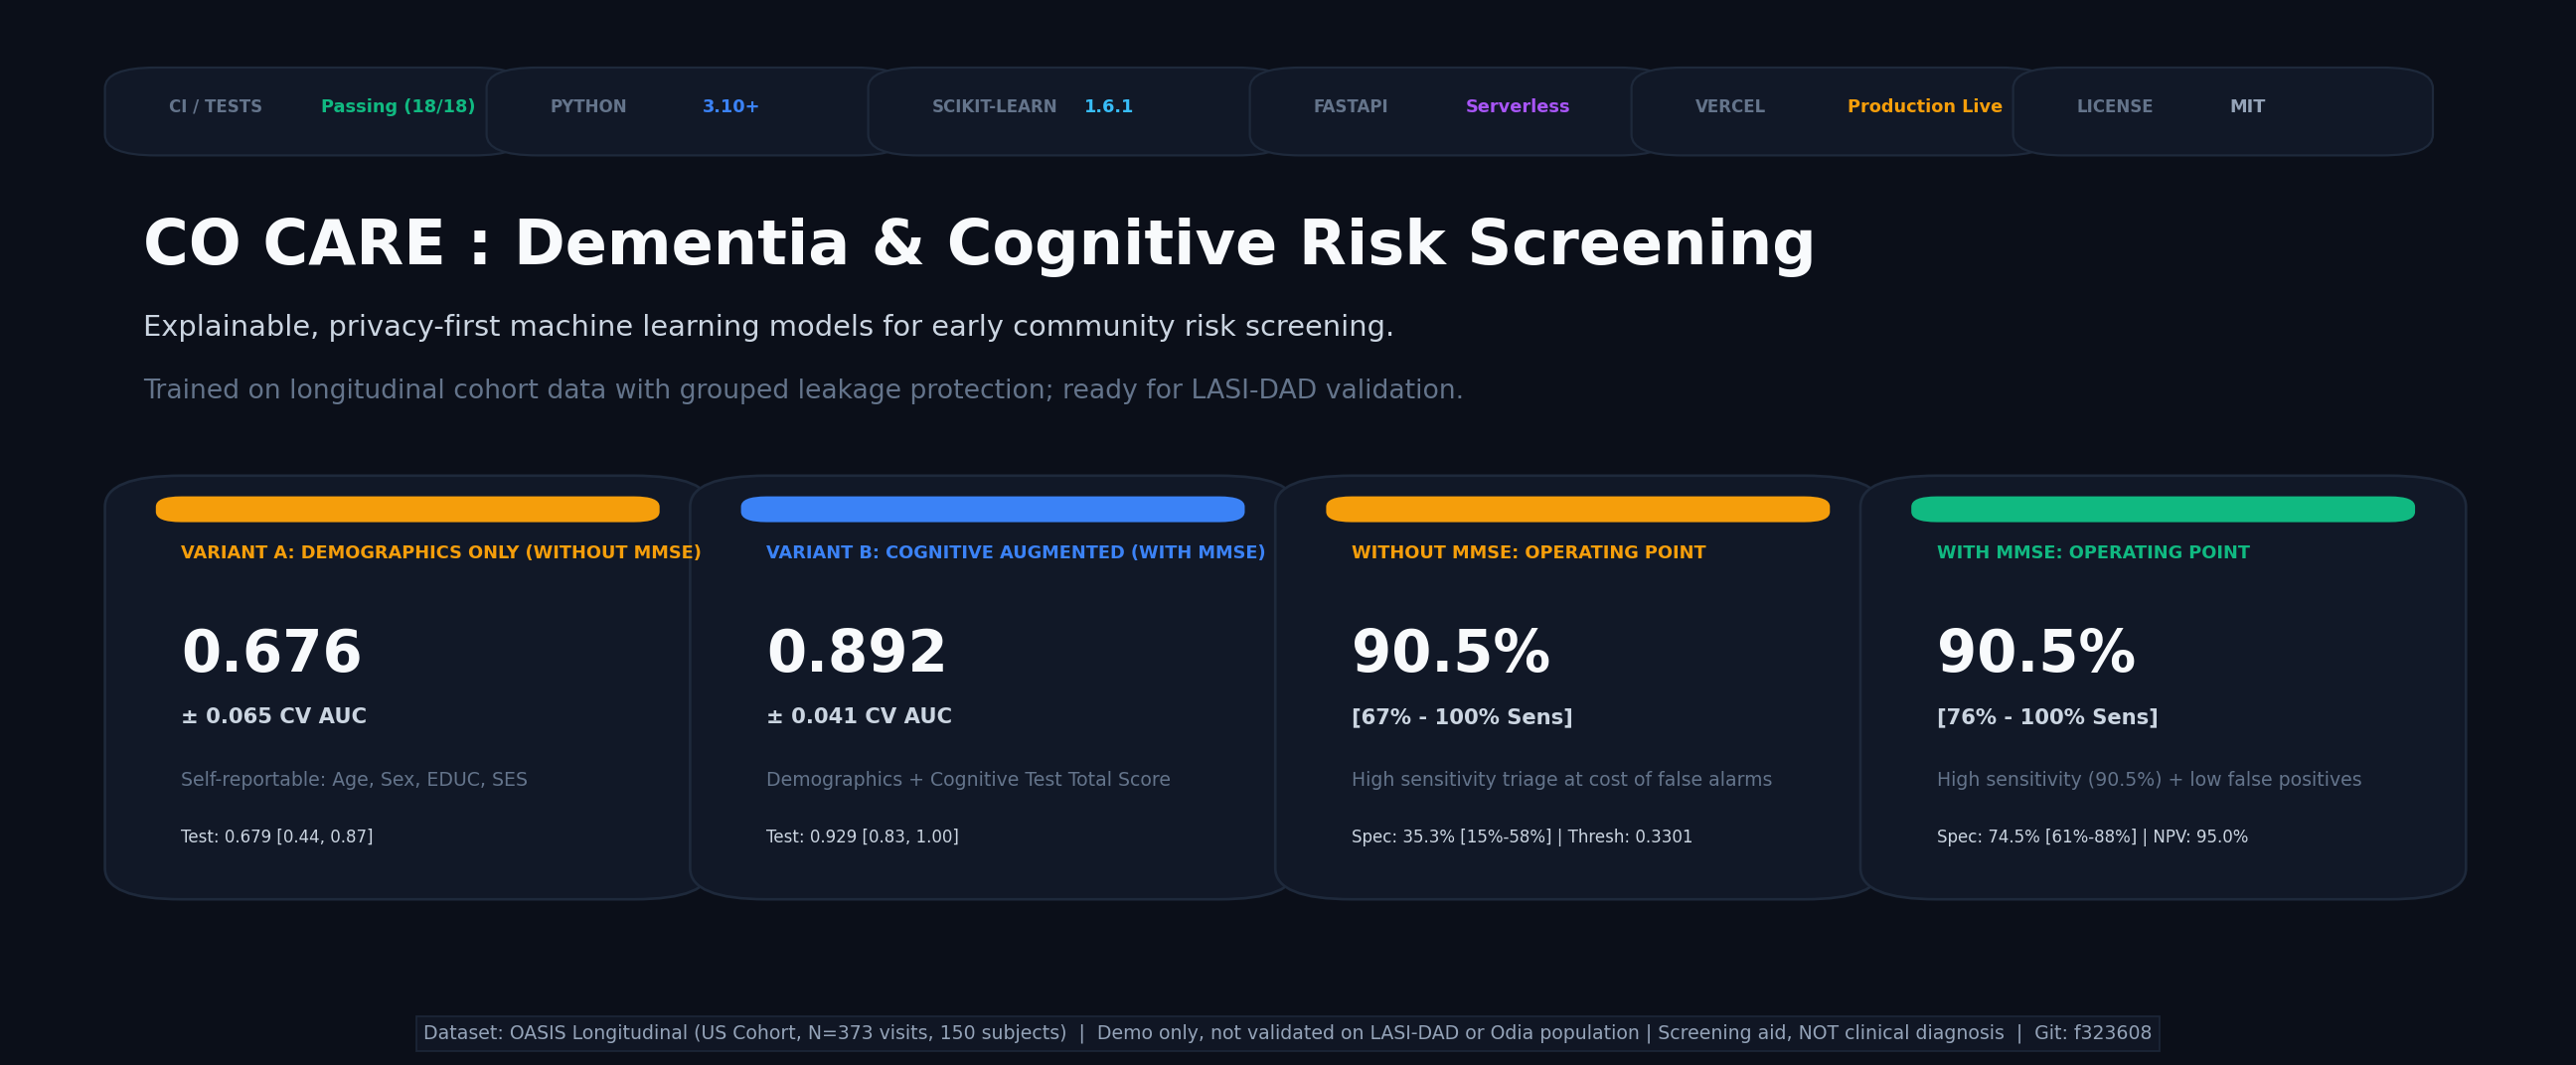 CI / TESTS Passing (18/18) PYTHON 3.10+ SCIKIT-LEARN 1.6.1 FASTAPI Serverless VERCEL Production Live LICENSE MIT
CO CARE : Dementia & Cognitive Risk Screening
Explainable, privacy-first machine learning models for early community risk screening.
Trained on longitudinal cohort data with grouped leakage protection; ready for LASI-DAD validation.
VARIANT A: DEMOGRAPHICS ONLY (WITHOUT MMSE)
0.676
± 0.065 CV AUC
Self-reportable: Age, Sex, EDUC, SES
Test: 0.679 [0.44, 0.87]
VARIANT B: COGNITIVE AUGMENTED (WITH MMSE)
0.892
± 0.041 CV AUC
Demographics + Cognitive Test Total Score
Test: 0.929 [0.83, 1.00]
WITHOUT MMSE: OPERATING POINT
90.5%
[67% - 100% Sens]
High sensitivity triage at cost of false alarms
Spec: 35.3% [15%-58%] | Thresh: 0.3301
WITH MMSE: OPERATING POINT
90.5%
[76% - 100% Sens]
High sensitivity (90.5%) + low false positives
Spec: 74.5% [61%-88%] | NPV: 95.0%
Dataset: OASIS Longitudinal (US Cohort, N=373 visits, 150 subjects) | Demo only, not validated on LASI-DAD or Odia population | Screening aid, NOT clinical diagnosis | Git: f323608